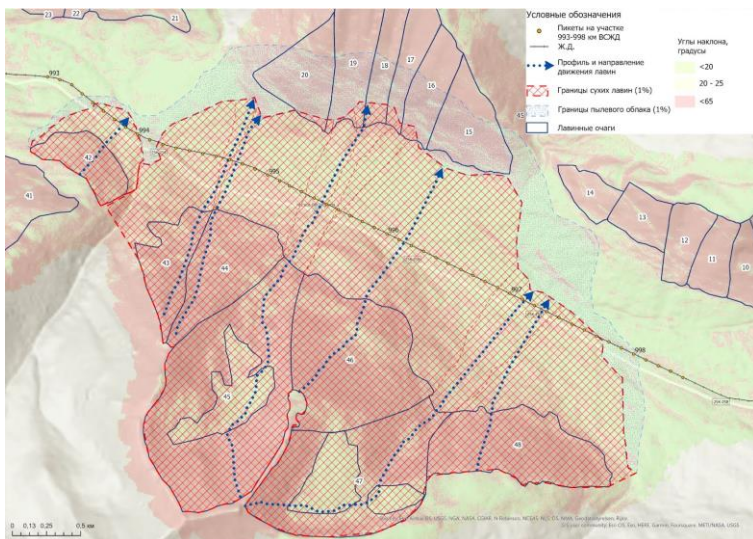 Условные обозначения
Пикеты на участке
993-998 км ВСЖД
Ж.Д.
Профиль и направление
движения лавин
Границы сухих лавин (1%)
Границы пылевого облака (1%)
Лавинные очаги
Углы наклона,
градусы
<20
20 - 25
<65
23
22
21
20
19
18
17
16
15
45
993
994
995
996
997
998
42
41
14
13
12
11
10
43
44
46
45
47
48
0 0,13 0,25 0,5 км